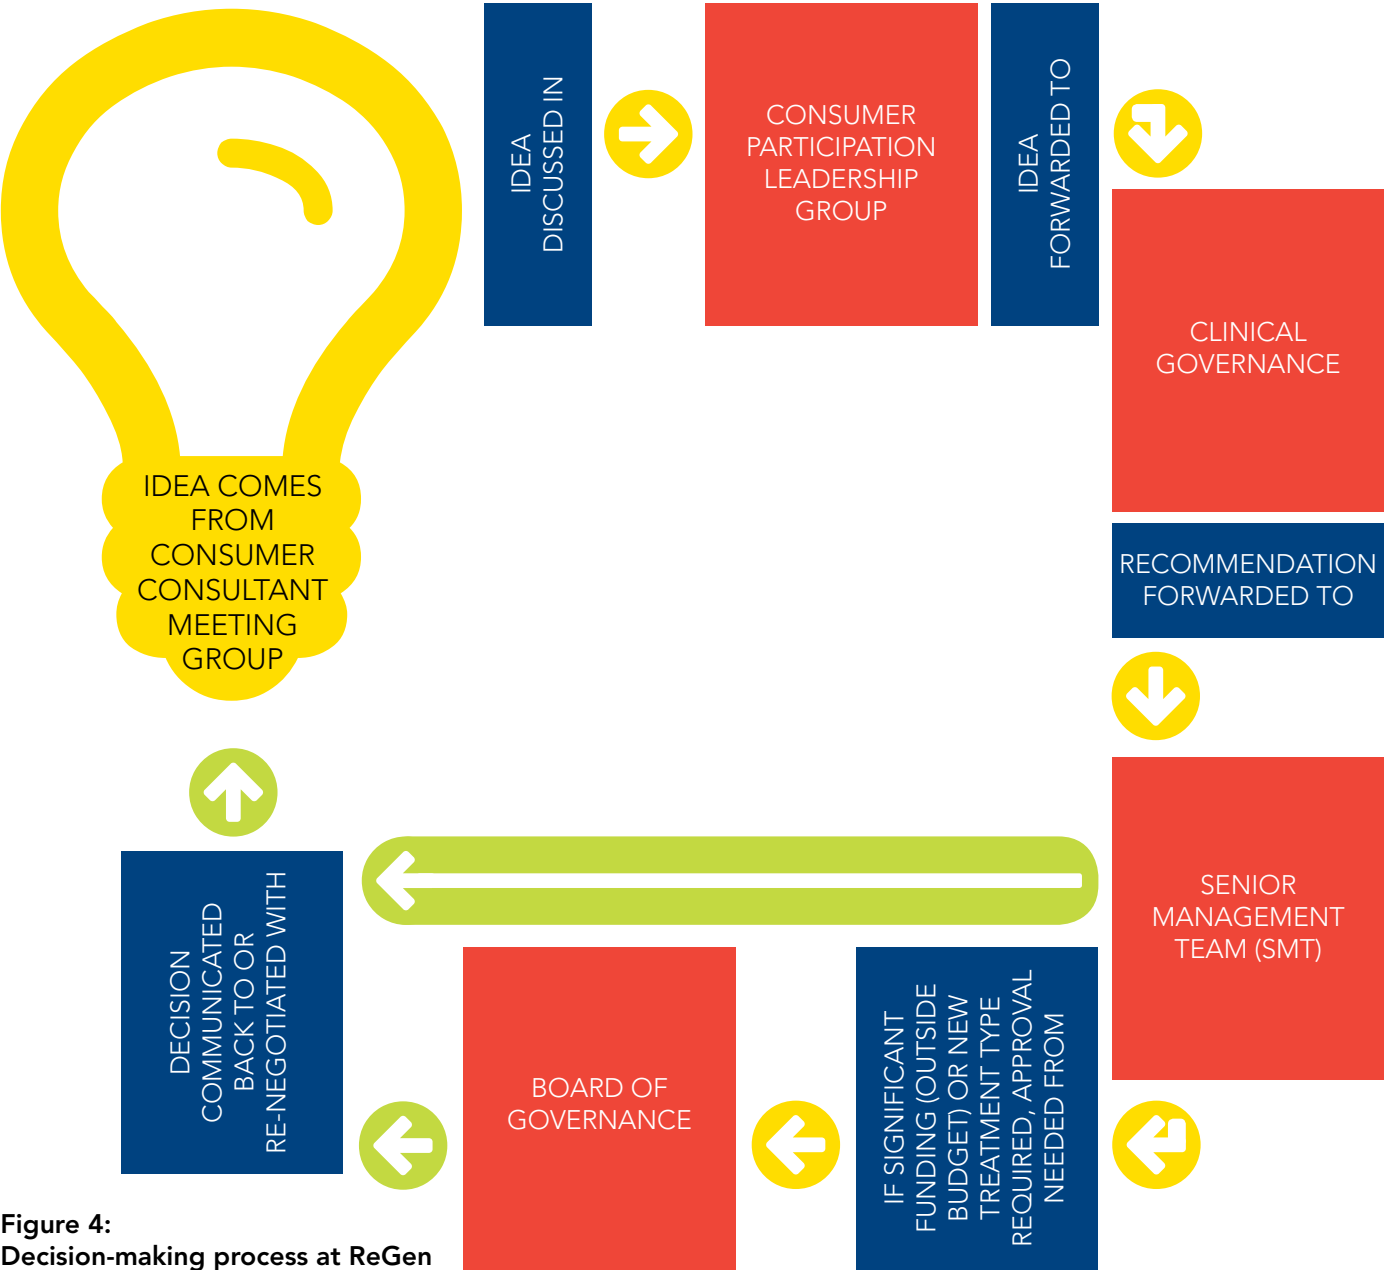 IDEA COMES
FROM
CONSUMER
CONSULTANT
MEETING
GROUP
IDEA
DISCUSSED IN
CONSUMER
PARTICIPATION
LEADERSHIP
GROUP
IDEA
FORWARDED TO
CLINICAL
GOVERNANCE
RECOMMENDATION
FORWARDED TO
SENIOR
MANAGEMENT
TEAM (SMT)
IF SIGNIFICANT
FUNDING (OUTSIDE
BUDGET) OR NEW
TREATMENT TYPE
REQUIRED, APPROVAL
NEEDED FROM
BOARD OF
GOVERNANCE
DECISION
COMMUNICATED
BACK TO OR
RE-NEGOTIATED WITH
Figure 4:
Decision-making process at ReGen